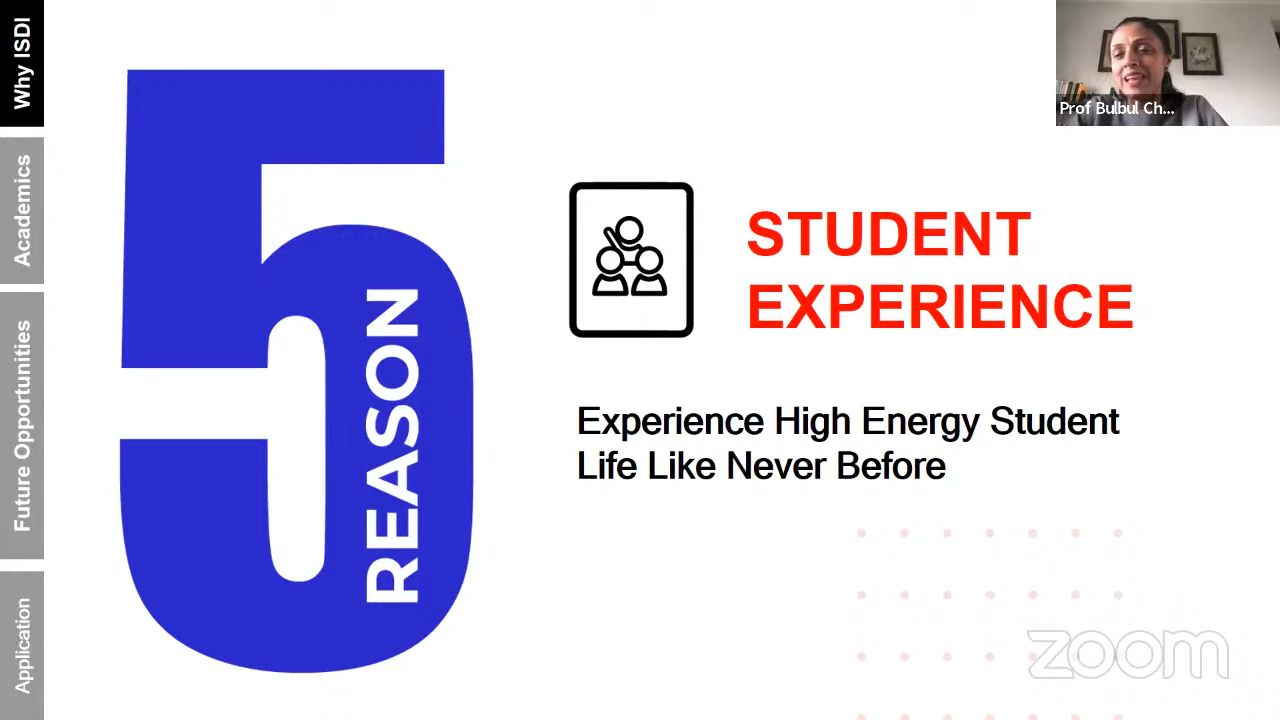 Why ISDI
Academics
Future Opportunities
Application
5
REASON
STUDENT
EXPERIENCE
Experience High Energy Student
Life Like Never Before
Prof Bulbul Ch...
zoom